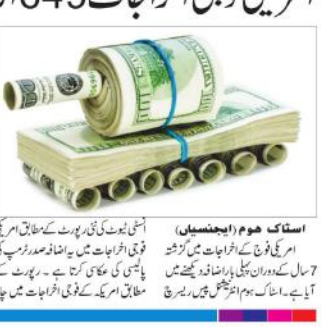 649
اسٹاک ہوم (ایجنسیاں)
امریکی فوج کے اخراجات میں گزشتہ
7 سال کے دوران پہلی بار اضافہ دیکھنے میں
آیا ہے۔ اسٹاک ہوم انٹرنیشنل پیس ریسرچ
انسٹی ٹیوٹ کی نئی رپورٹ کے مطابق
فوجی اخراجات میں یہ اضافہ صدر ٹرمپ
پالیسی کی عکاسی کرتا ہے ۔ رپورٹ کے
مطابق امریکہ کے فوجی اخراجات میں